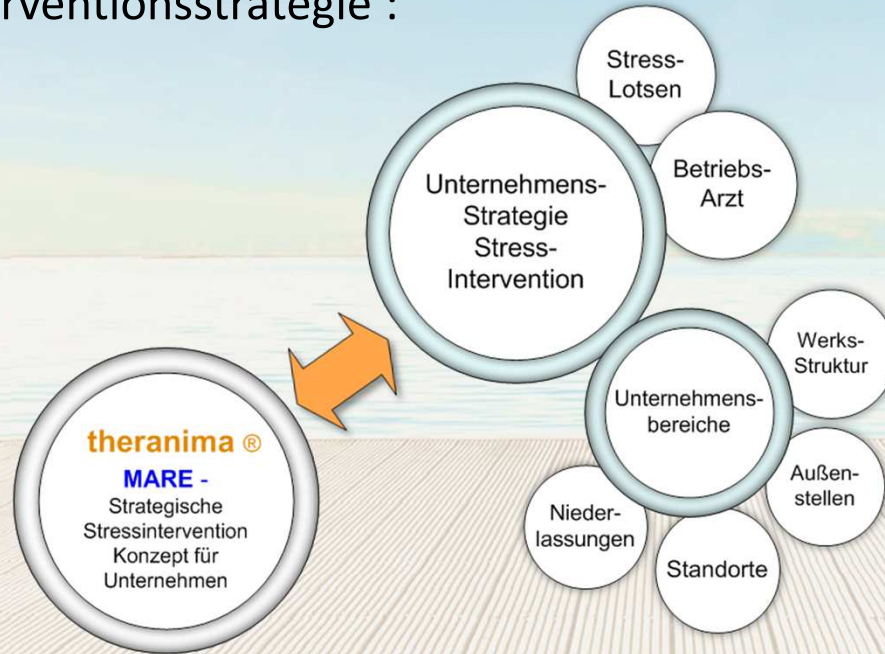 rventionsstrategie :
Stress-
Lotsen
Betriebs-
Arzt
Unternehmens-
Strategie
Stress-
Intervention
Werks-
Struktur
Unternehmens-
bereiche
Außen-
stellen
Nieder-
lassungen
Standorte
theranima ®
MARE -
Strategische
Stressintervention
Konzept für
Unternehmen